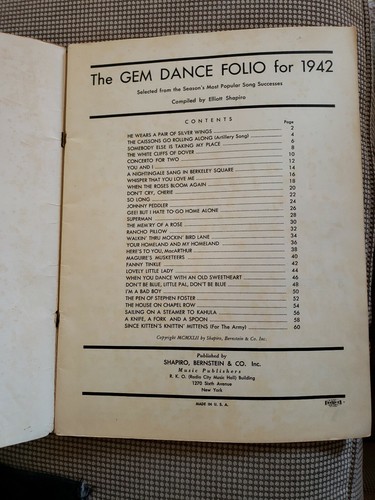 The GEM DANCE FOLIO for 1942
Selected from the Season's Most Popular Song Successes
Compiled by Elliott Shapiro
CONTENTS
Page
HE WEARS A PAIR OF SILVER WINGS 2
THE CAISSONS GO ROLLING ALONG (Artillery Song) 4
SOMEBODY ELSE IS TAKING MY PLACE 6
THE WHITE CLIFFS OF DOVER 8
CONCERTO FOR TWO 10
YOU AND I 12
A NIGHTINGALE SANG IN BERKELEY SQUARE 14
WHISPER THAT YOU LOVE ME 16
WHEN THE ROSES BLOOM AGAIN 18
DON'T CRY, CHERIE 20
SO LONG 22
JOHNNY PEDDLER 24
GEE! BUT I HATE TO GO HOME ALONE 26
SUPERMAN 28
THE MEM'RY OF A ROSE 30
RANCHO PILLOW 32
WALKIN' THRU MOCKIN' BIRD LANE 34
YOUR HOMELAND AND MY HOMELAND 36
HERE'S TO YOU, MacARTHUR 38
MAGUIRE'S MUSKETEERS 40
FANNY TINKLE 42
LOVELY LITTLE LADY 44
WHEN YOU DANCE WITH AN OLD SWEETHEART 46
DON'T BE BLUE, LITTLE PAL, DON'T BE BLUE 48
I'M A BAD BOY 50
THE PEN OF STEPHEN FOSTER 52
THE HOUSE ON CHAPEL ROW 54
SAILING ON A STEAMER TO KAHULA 56
A KNIFE, A FORK AND A SPOON 58
SINCE KITTEN'S KNITTIN' MITTENS (For The Army) 60
Copyright MCMXLII by Shapiro, Bernstein & Co. Inc.
Published by
SHAPIRO, BERNSTEIN & CO. Inc.
Music Publishers
R. K. O. (Radio City Music Hall) Building
1270 Sixth Avenue
New York
MADE IN U. S. A.